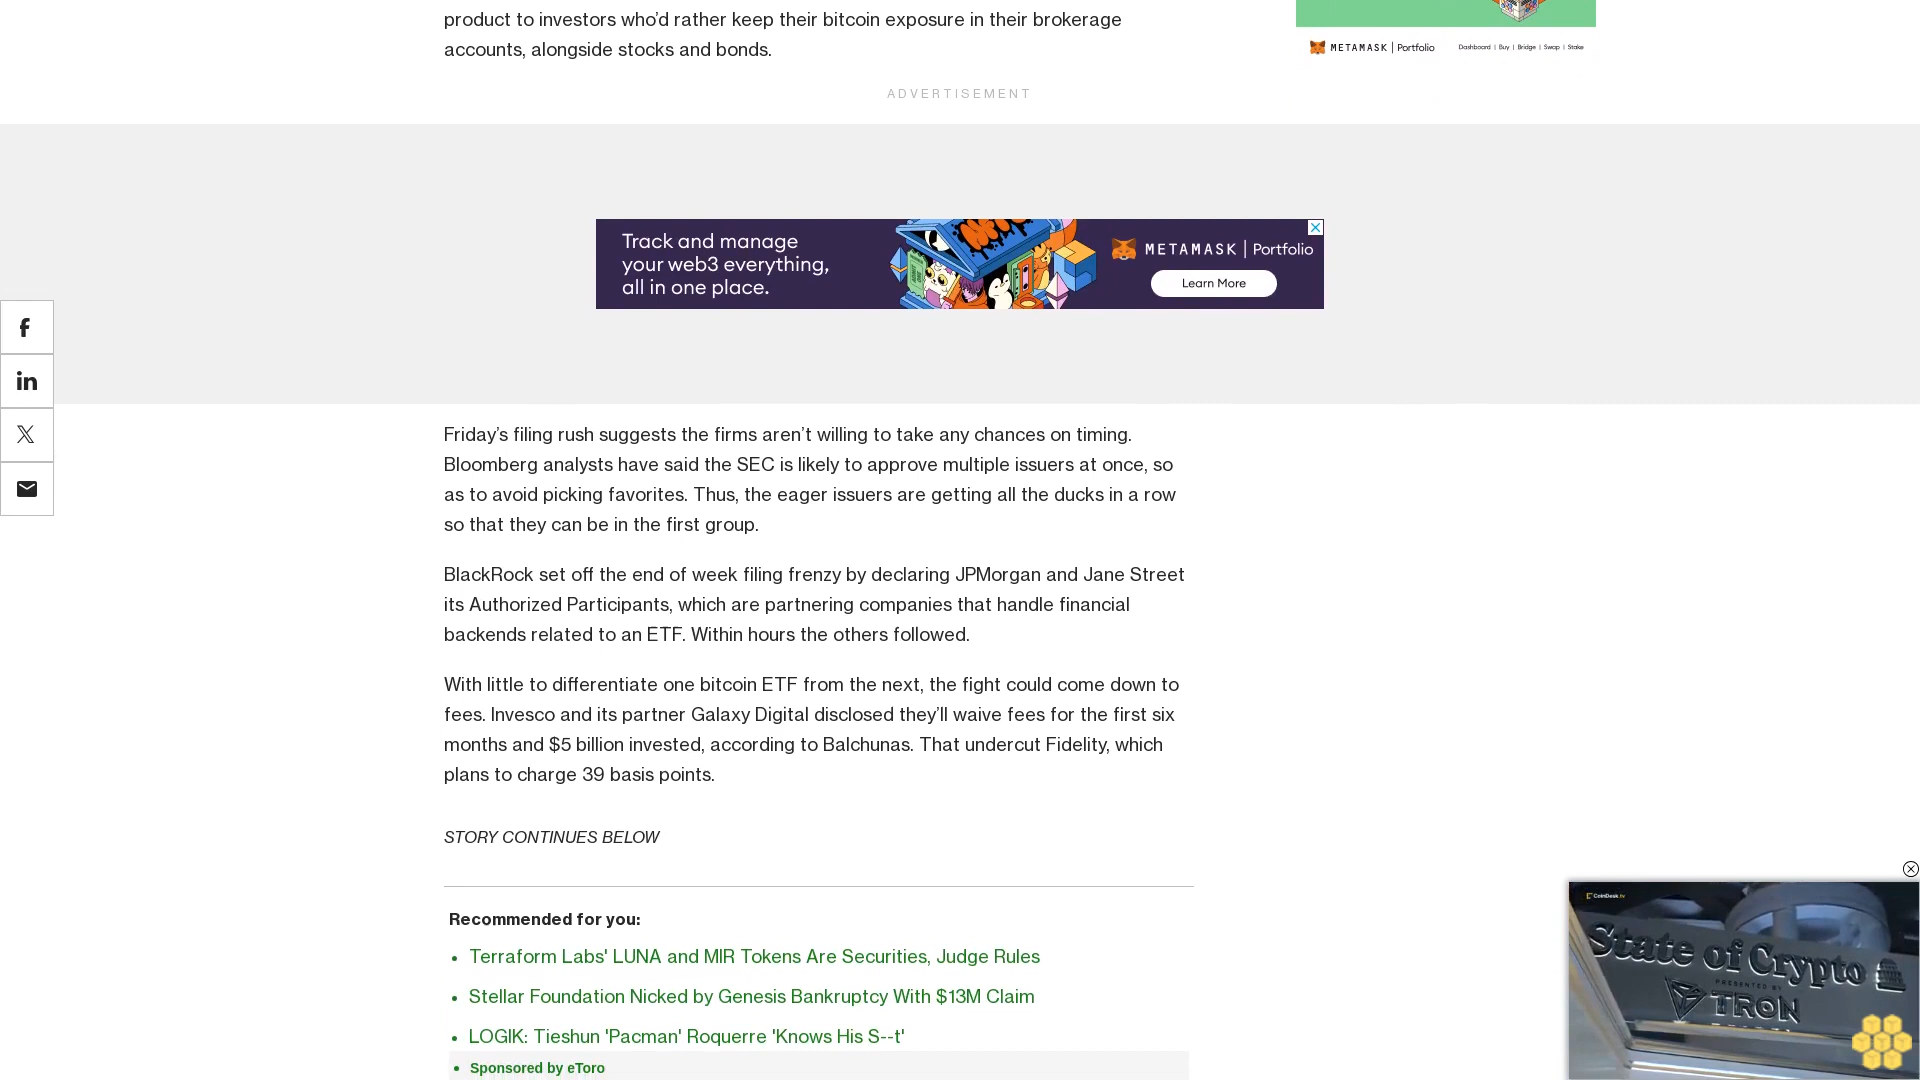 product to investors who’d rather keep their bitcoin exposure in their brokerage
accounts, alongside stocks and bonds.
METAMASK | Portfolio
Dashboard | Buy | Bridge | Swap | Stake
ADVERTISEMENT
Track and manage
your web3 everything,
all in one place.
METAMASK | Portfolio
Learn More
Friday’s filing rush suggests the firms aren’t willing to take any chances on timing.
Bloomberg analysts have said the SEC is likely to approve multiple issuers at once, so
as to avoid picking favorites. Thus, the eager issuers are getting all the ducks in a row
so that they can be in the first group.
BlackRock set off the end of week filing frenzy by declaring JPMorgan and Jane Street
its Authorized Participants, which are partnering companies that handle financial
backends related to an ETF. Within hours the others followed.
With little to differentiate one bitcoin ETF from the next, the fight could come down to
fees. Invesco and its partner Galaxy Digital disclosed they’ll waive fees for the first six
months and $5 billion invested, according to Balchunas. That undercut Fidelity, which
plans to charge 39 basis points.
STORY CONTINUES BELOW
Recommended for you:
Terraform Labs' LUNA and MIR Tokens Are Securities, Judge Rules
Stellar Foundation Nicked by Genesis Bankruptcy With $13M Claim
LOGIK: Tieshun 'Pacman' Roquerre 'Knows His S--t'
Sponsored by eToro
CoinDesk.tv
State of Crypto
PRESENTED BY
TRON